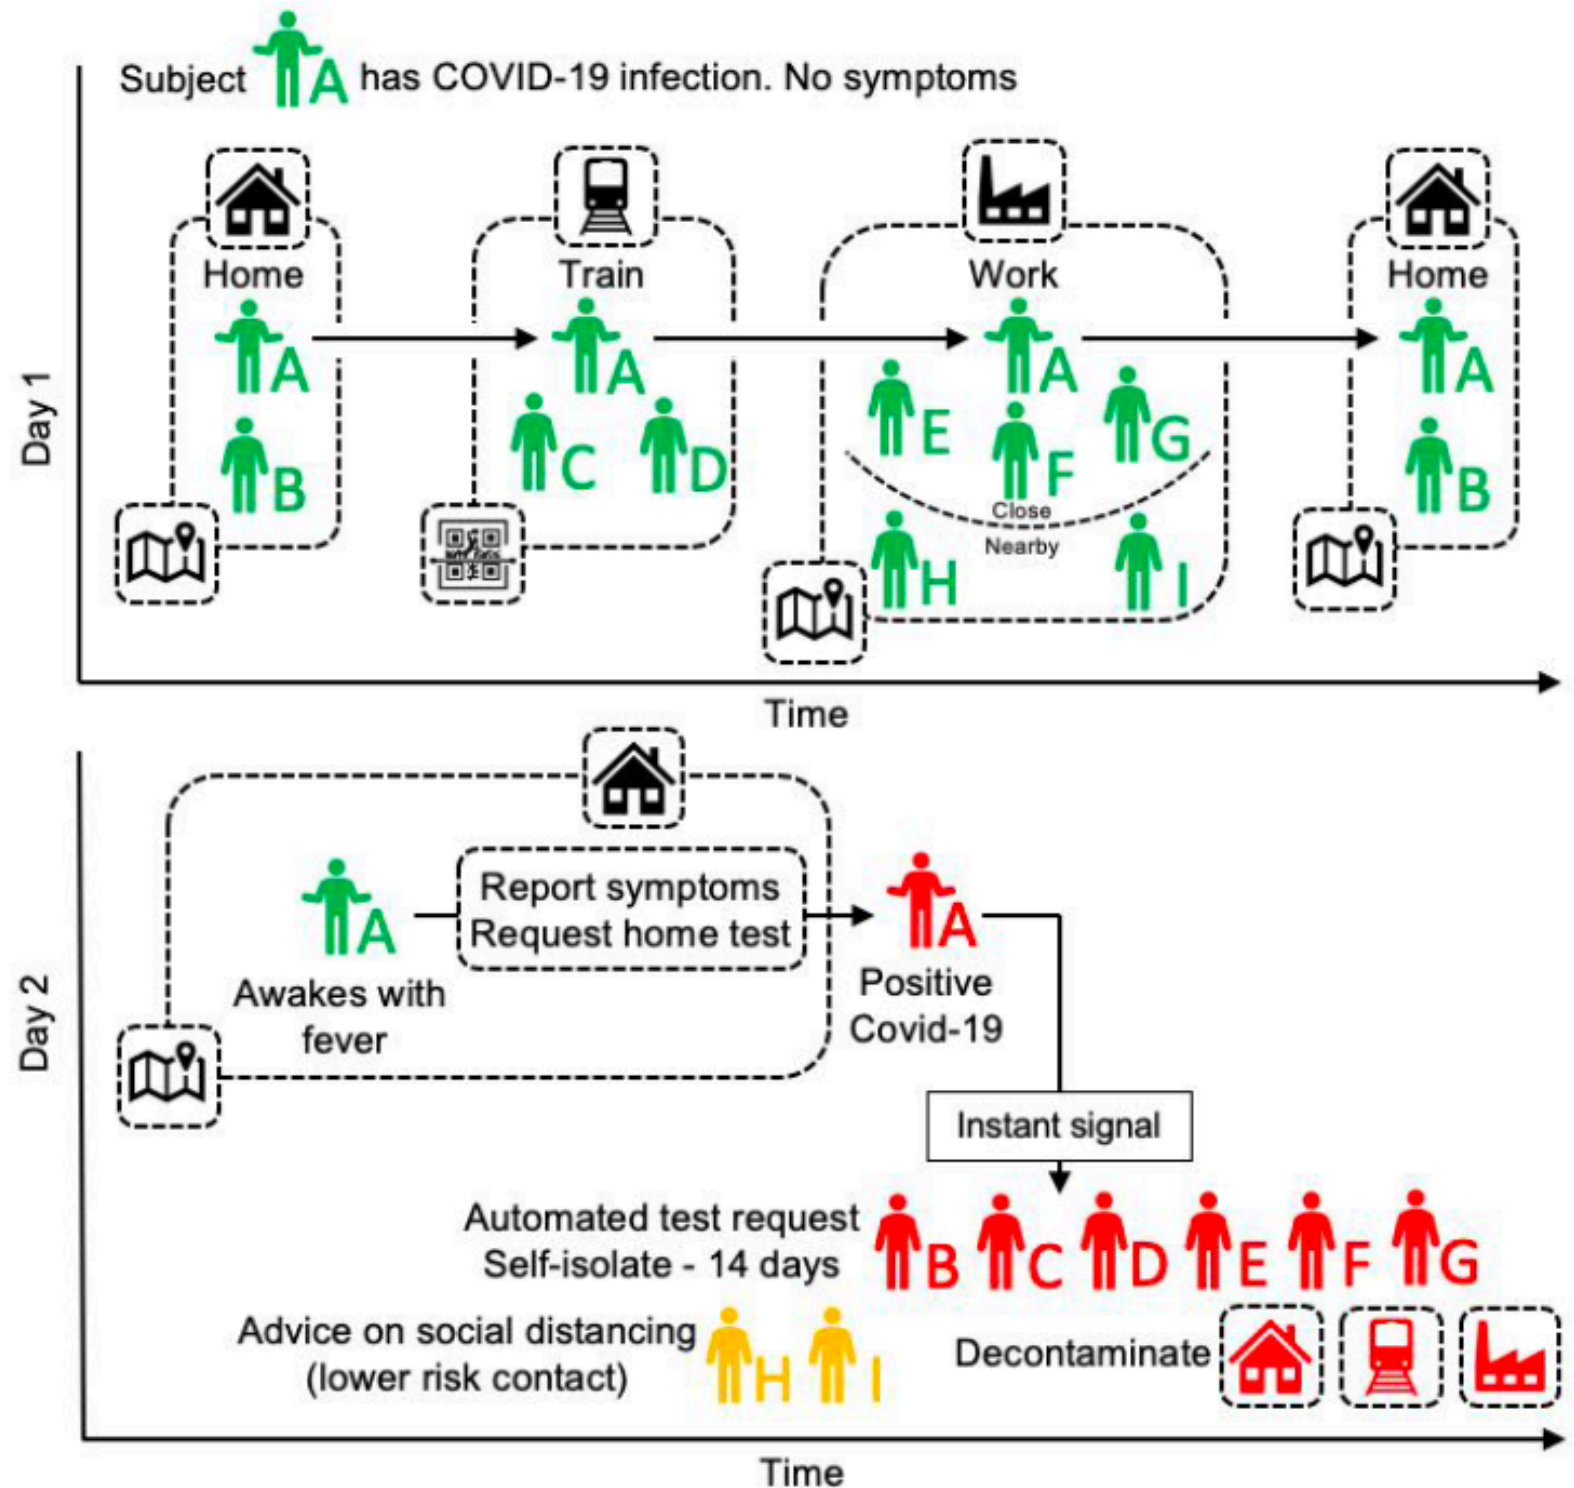 Subject A has COVID-19 infection. No symptoms
Day 1
Home
Train
Work
Home
A
A
A
A
B
C
D
E
F
G
B
Close
Nearby
H
I
Time
Day 2
A
Report symptoms
Request home test
A
Awakes with
fever
Positive
Covid-19
Instant signal
Automated test request
Self-isolate - 14 days
B C D E F G
Advice on social distancing
(lower risk contact)
H I
Decontaminate
Time